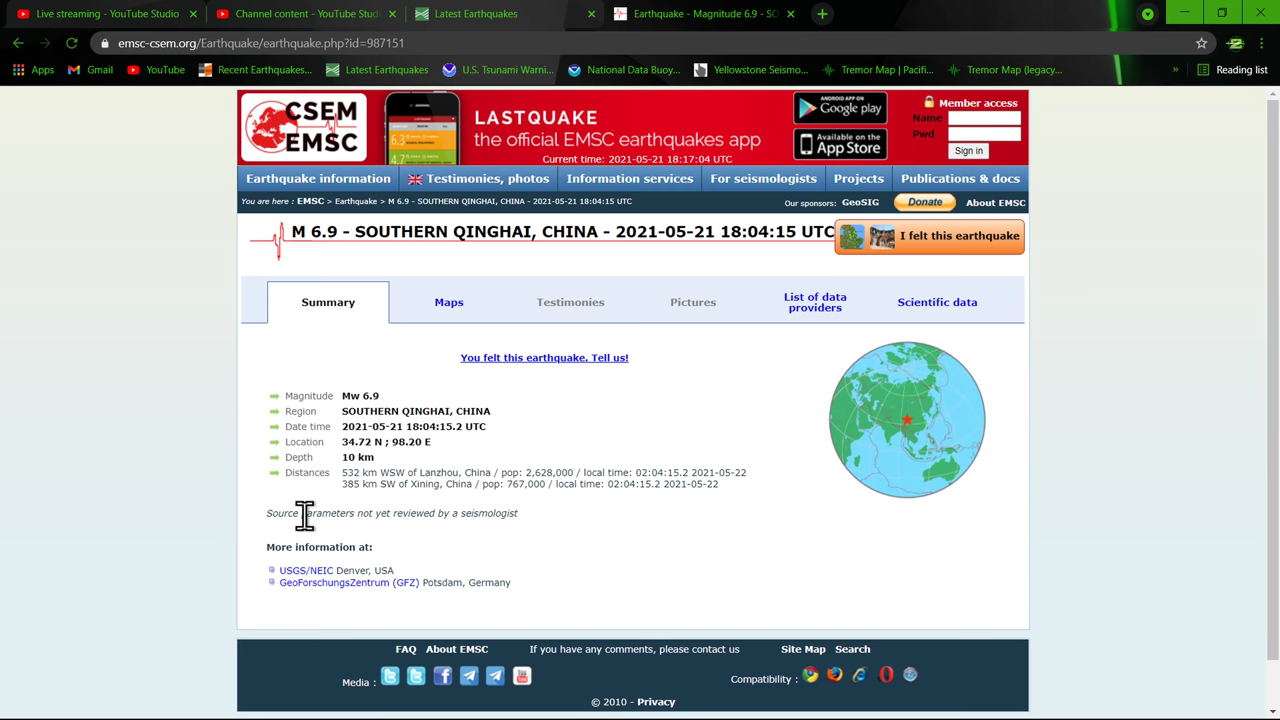 Live streaming - YouTube Studio
Channel content - YouTube Stud
Latest Earthquakes
Earthquake - Magnitude 6.9 - SO
emsc-csem.org/Earthquake/earthquake.php?id=987151
Apps
Gmail
YouTube
Recent Earthquakes...
Latest Earthquakes
U.S. Tsunami Warni...
National Data Buoy...
Yellowstone Seismo...
Tremor Map | Pacifi...
Tremor Map (legacy...
»
Reading list
CSEM
EMSC
LASTQUAKE
the official EMSC earthquakes app
Current time: 2021-05-21 18:17:04 UTC
ANDROID APP ON
Google play
Available on the
App Store
Member access
Name
Pwd
Sign in
Earthquake information
Testimonies, photos
Information services
For seismologists
Projects
Publications & docs
You are here : EMSC > Earthquake > M 6.9 - SOUTHERN QINGHAI, CHINA - 2021-05-21 18:04:15 UTC
Our sponsors: GeoSIG
Donate
About EMSC
M 6.9 - SOUTHERN QINGHAI, CHINA - 2021-05-21 18:04:15 UTC
I felt this earthquake
Summary
Maps
Testimonies
Pictures
List of data
providers
Scientific data
You felt this earthquake. Tell us!
Magnitude Mw 6.9
Region SOUTHERN QINGHAI, CHINA
Date time 2021-05-21 18:04:15.2 UTC
Location 34.72 N ; 98.20 E
Depth 10 km
Distances 532 km WSW of Lanzhou, China / pop: 2,628,000 / local time: 02:04:15.2 2021-05-22
385 km SW of Xining, China / pop: 767,000 / local time: 02:04:15.2 2021-05-22
Source parameters not yet reviewed by a seismologist
More information at:
USGS/NEIC Denver, USA
GeoForschungsZentrum (GFZ) Potsdam, Germany
FAQ
About EMSC
If you have any comments, please contact us
Site Map
Search
Media :
Compatibility :
© 2010 - Privacy